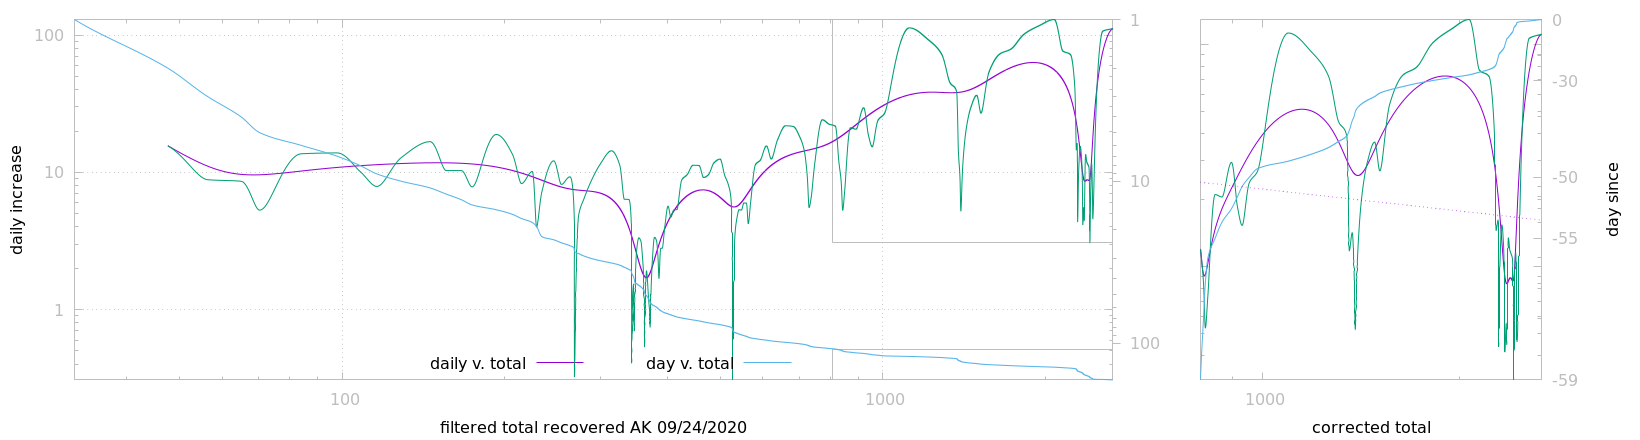 100
10
1
daily increase
daily v. total
day v. total
100
1000
filtered total recovered AK 09/24/2020
1
10
100
1000
corrected total
0
-30
-50
-55
-59
day since